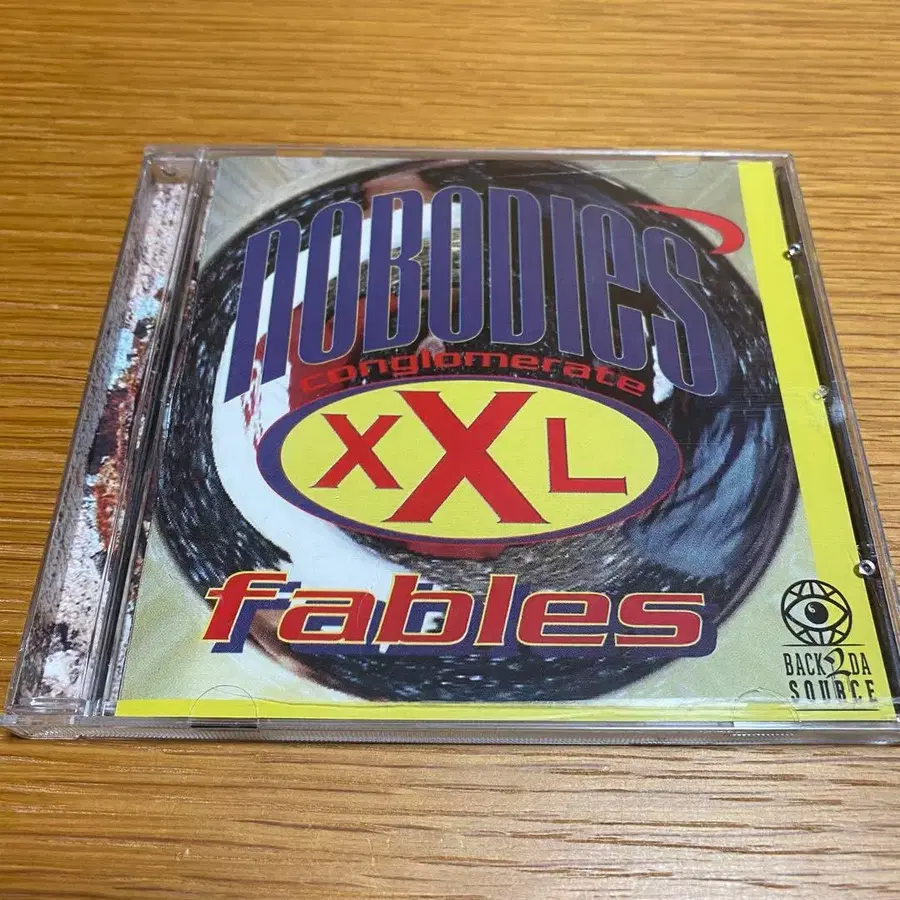 nOBODIes'
conglomerate
XXL
fables
BACK 2 DA
SOURCE